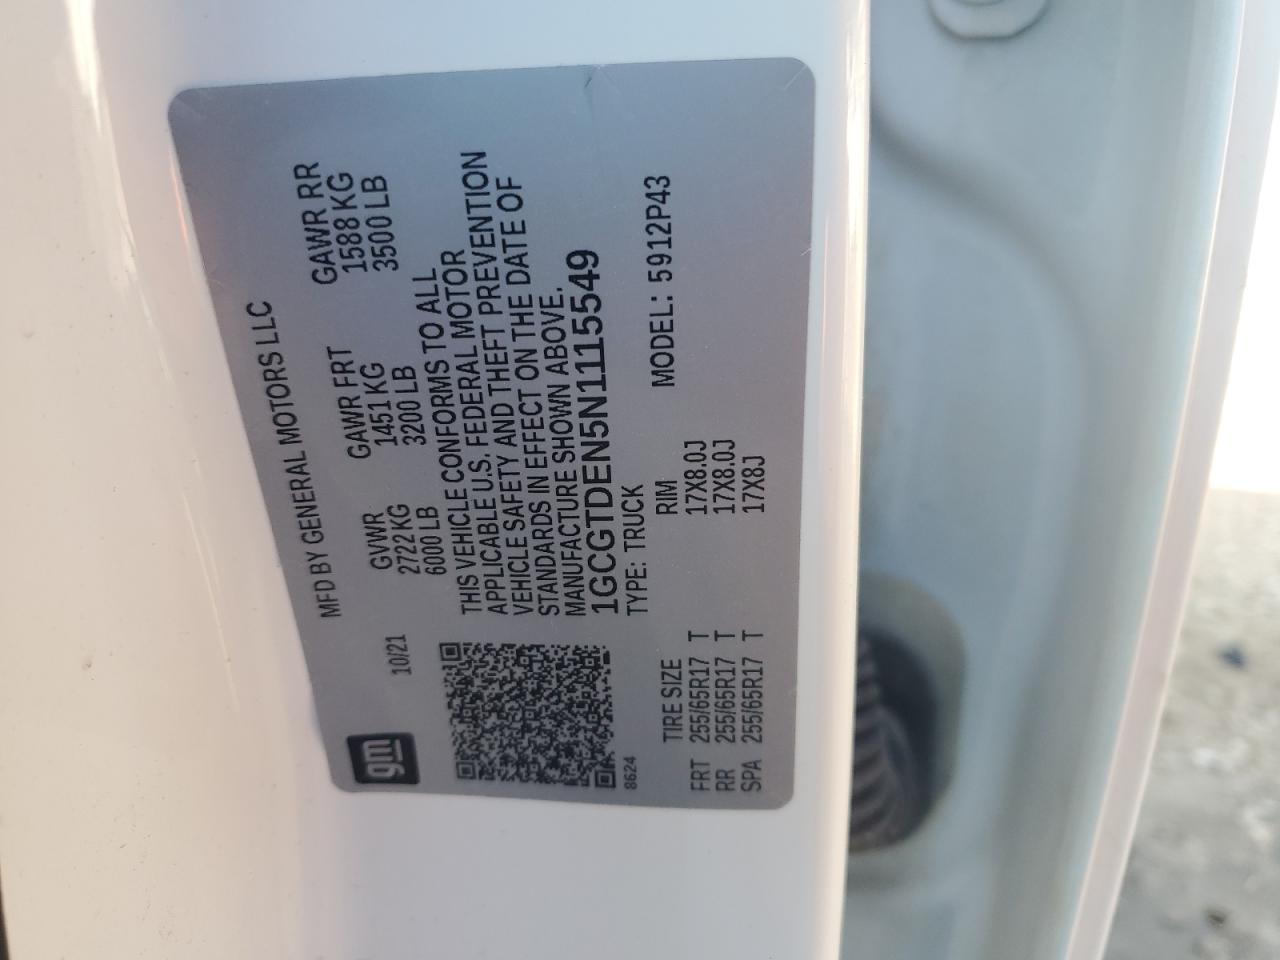 gm
MFD BY GENERAL MOTORS LLC
10/21
GVWR GAWR FRT GAWR RR
2722 KG 1451 KG 1588 KG
6000 LB 3200 LB 3500 LB
THIS VEHICLE CONFORMS TO ALL
APPLICABLE U.S. FEDERAL MOTOR
VEHICLE SAFETY AND THEFT PREVENTION
STANDARDS IN EFFECT ON THE DATE OF
MANUFACTURE SHOWN ABOVE.
1GCGTDEN5N1115549
8624
TYPE: TRUCK MODEL: 5912P43
TIRE SIZE RIM
FRT 255/65R17 T 17X8.0J
RR 255/65R17 T 17X8.0J
SPA 255/65R17 T 17X8J